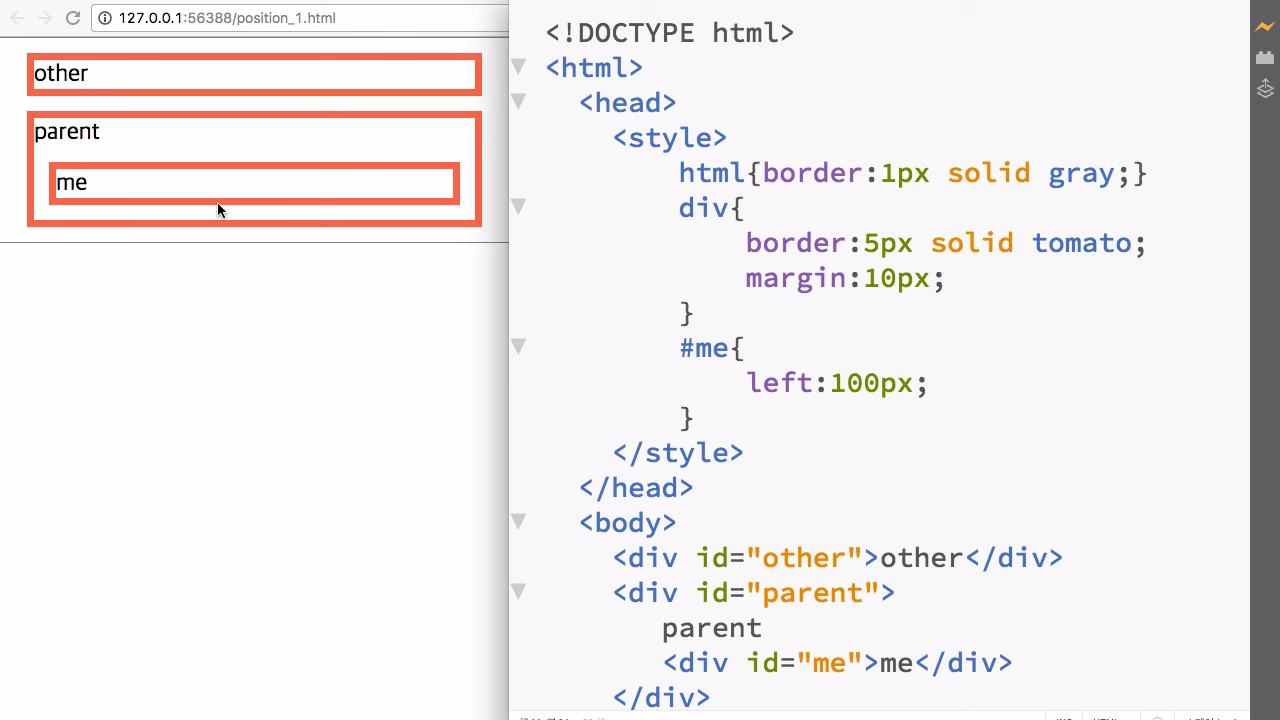 127.0.0.1:56388/position_1.html
other
parent
me
<!DOCTYPE html>
<html>
<head>
<style>
html{border:1px solid gray;}
div{
border:5px solid tomato;
margin:10px;
}
#me{
left:100px;
}
</style>
</head>
<body>
<div id="other">other</div>
<div id="parent">
parent
<div id="me">me</div>
</div>